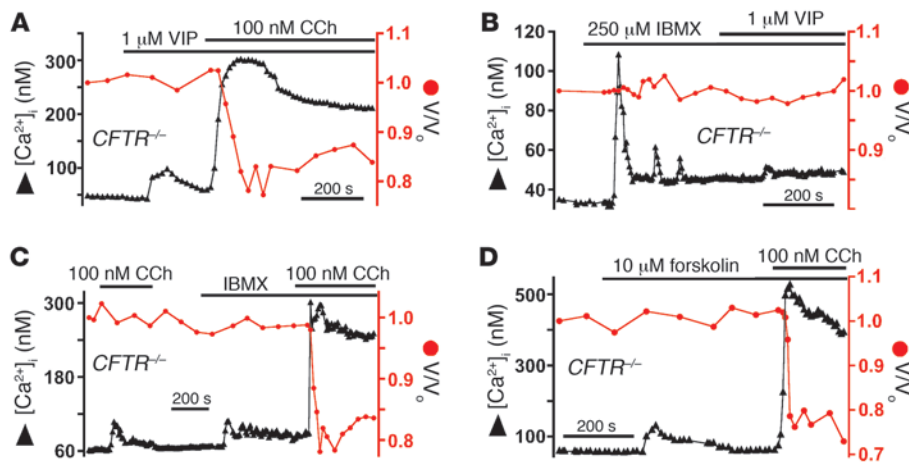 A
1 μM VIP
100 nM CCh
▲ [Ca²⁺]ᵢ (nM)
300
200
100
CFTR⁻/⁻
200 s
1.1
1.0
0.9
0.8
● V/Vₒ
B
250 μM IBMX
1 μM VIP
▲ [Ca²⁺]ᵢ (nM)
120
100
80
60
40
CFTR⁻/⁻
200 s
1.1
1.0
0.9
0.8
● V/Vₒ
C
100 nM CCh
IBMX
100 nM CCh
▲ [Ca²⁺]ᵢ (nM)
300
180
60
CFTR⁻/⁻
200 s
1.0
0.9
0.8
● V/Vₒ
D
10 μM forskolin
100 nM CCh
▲ [Ca²⁺]ᵢ (nM)
500
300
100
CFTR⁻/⁻
200 s
1.1
1.0
0.9
0.8
0.7
● V/Vₒ